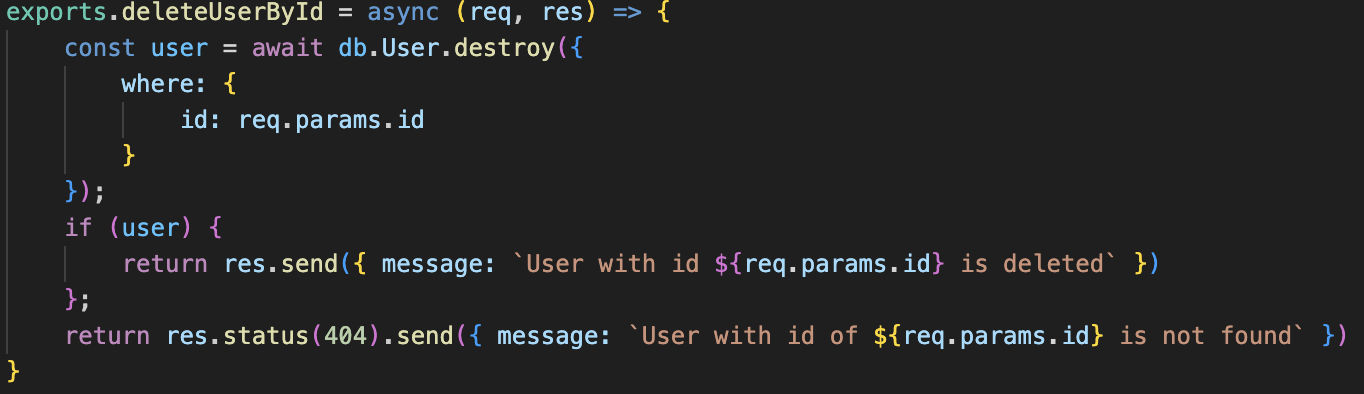 exports.deleteUserById = async (req, res) => {
    const user = await db.User.destroy({
        where: {
            id: req.params.id
        }
    });
    if (user) {
        return res.send({ message: `User with id ${req.params.id} is deleted` })
    };
    return res.status(404).send({ message: `User with id of ${req.params.id} is not found` })
}